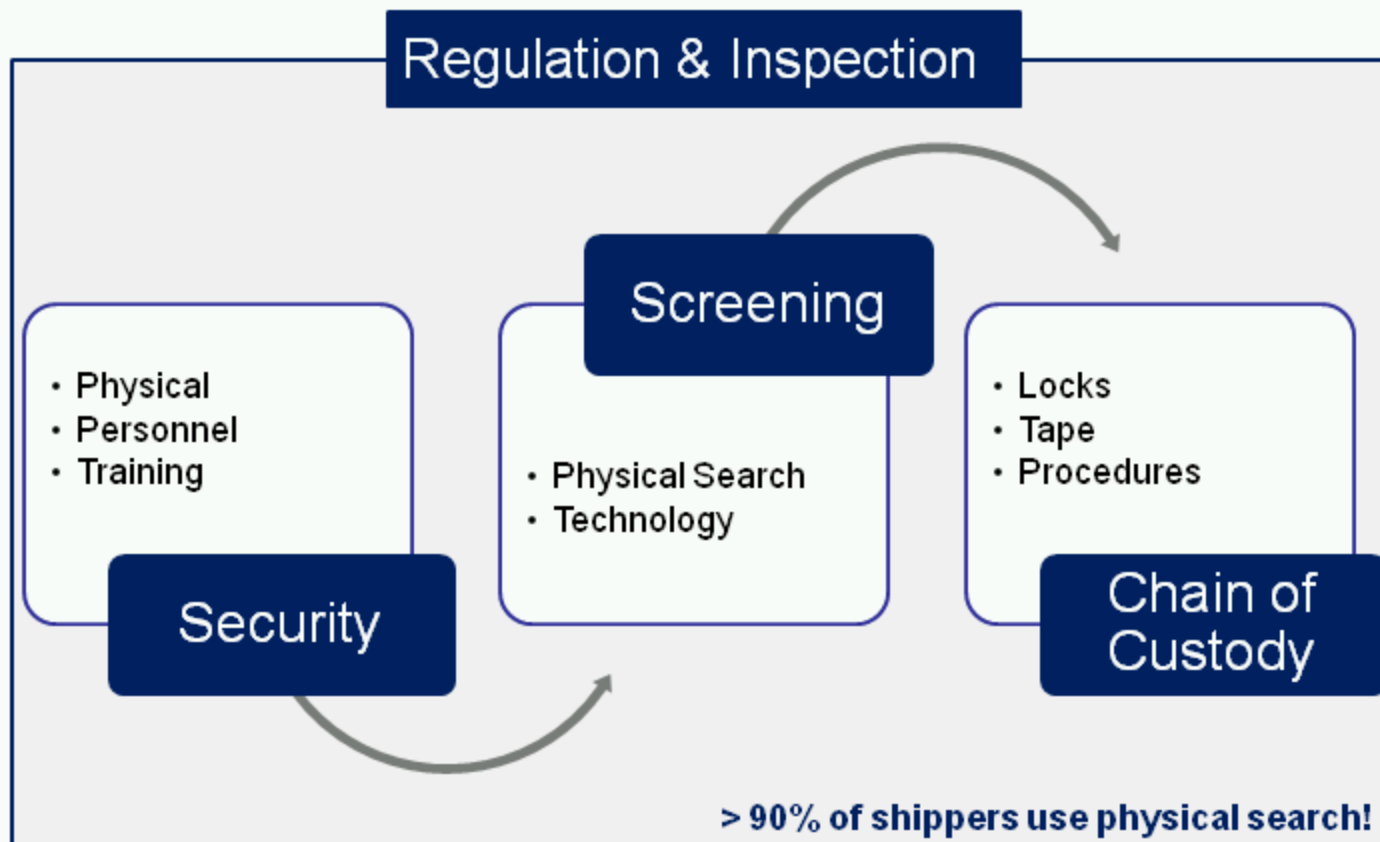 Regulation & Inspection
• Physical
• Personnel
• Training
Security
Screening
• Physical Search
• Technology
• Locks
• Tape
• Procedures
Chain of
Custody
> 90% of shippers use physical search!